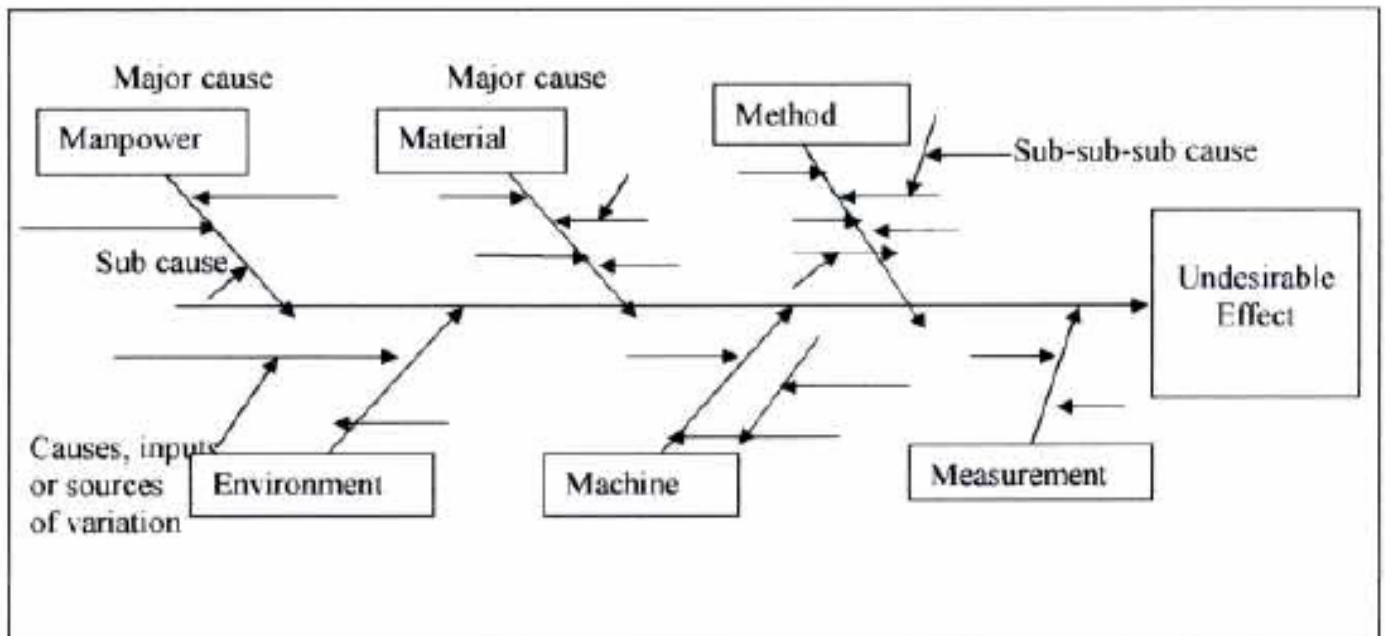 Major cause
Major cause
Manpower
Material
Method
Sub-sub-sub cause
Sub cause
Undesirable
Effect
Causes, inputs
or sources
of variation
Environment
Machine
Measurement